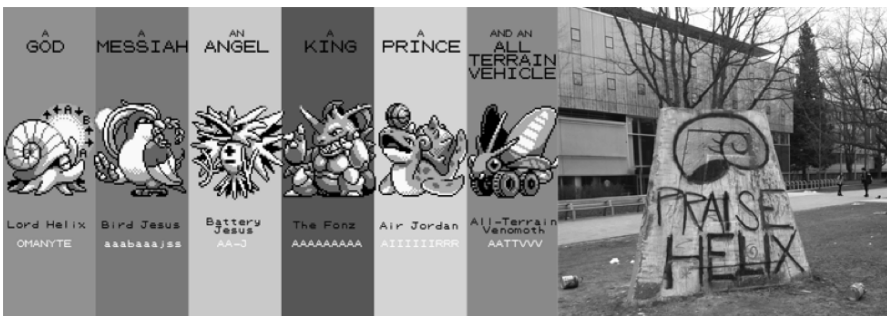 A
GOD
A
B
Lord Helix
OMANYTE
A
MESSIAH
Bird Jesus
aaabaaajss
AN
ANGEL
Battery
Jesus
AA-J
A
KING
The Fonz
AAAAAAAAA
A
PRINCE
Air Jordan
AIIIIIIRRR
AND AN
ALL
TERRAIN
VEHICLE
All-Terrain
Venomoth
AATTVVV
PRAISE
HELIX